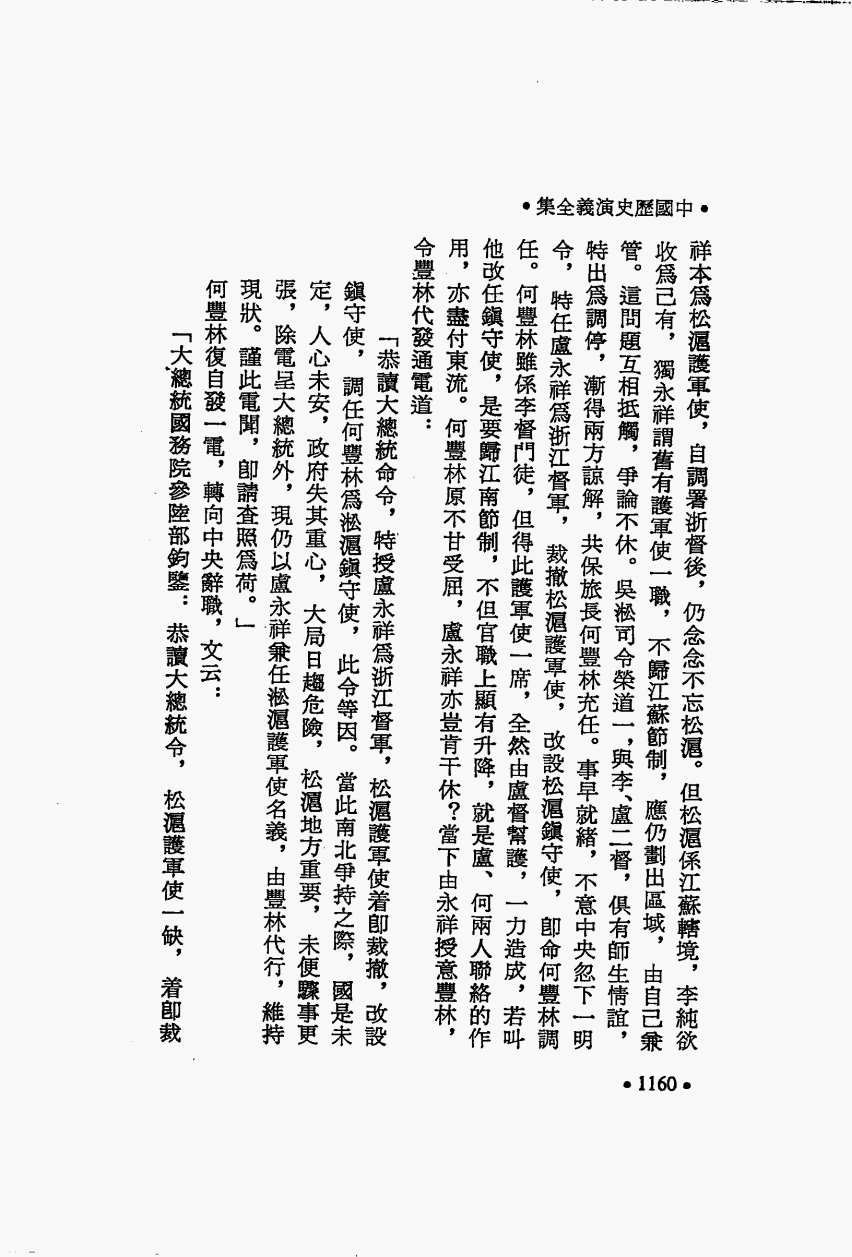 •中國歷史演義全集•
祥本爲松滬護軍使，自調署浙督後，仍念念不忘松滬。但松滬係江蘇轄境，李純欲
收爲己有，獨永祥謂舊有護軍使一職，不歸江蘇節制，應仍劃出區域，由自己兼
管。這問題互相抵觸，爭論不休。吳淞司令榮道一，與李、盧二督，俱有師生情誼，
特出爲調停，漸得兩方諒解，共保旅長何豐林充任。事早就緒，不意中央忽下一明
令，特任盧永祥爲浙江督軍，裁撤松滬護軍使，改設松滬鎭守使，卽命何豐林調
任。何豐林雖係李督門徒，但得此護軍使一席，全然由盧督幫護，一力造成，若叫
他改任鎭守使，是要歸江南節制，不但官職上顯有升降，就是盧、何兩人聯絡的作
用，亦盡付東流。何豐林原不甘受屈，盧永祥亦豈肯干休？當下由永祥授意豐林，
令豐林代發通電道：
「恭讀大總統命令，特授盧永祥爲浙江督軍，松滬護軍使着卽裁撤，改設
鎭守使，調任何豐林爲淞滬鎭守使，此令等因。當此南北爭持之際，國是未
定，人心未安，政府失其重心，大局日趨危險，松滬地方重要，未便驟事更
張，除電呈大總統外，現仍以盧永祥兼任淞滬護軍使名義，由豐林代行，維持
現狀。謹此電聞，卽請查照爲荷。」
何豐林復自發一電，轉向中央辭職，文云：
「大總統國務院參陸部鈞鑒：恭讀大總統令，松滬護軍使一缺，着卽裁
•1160•